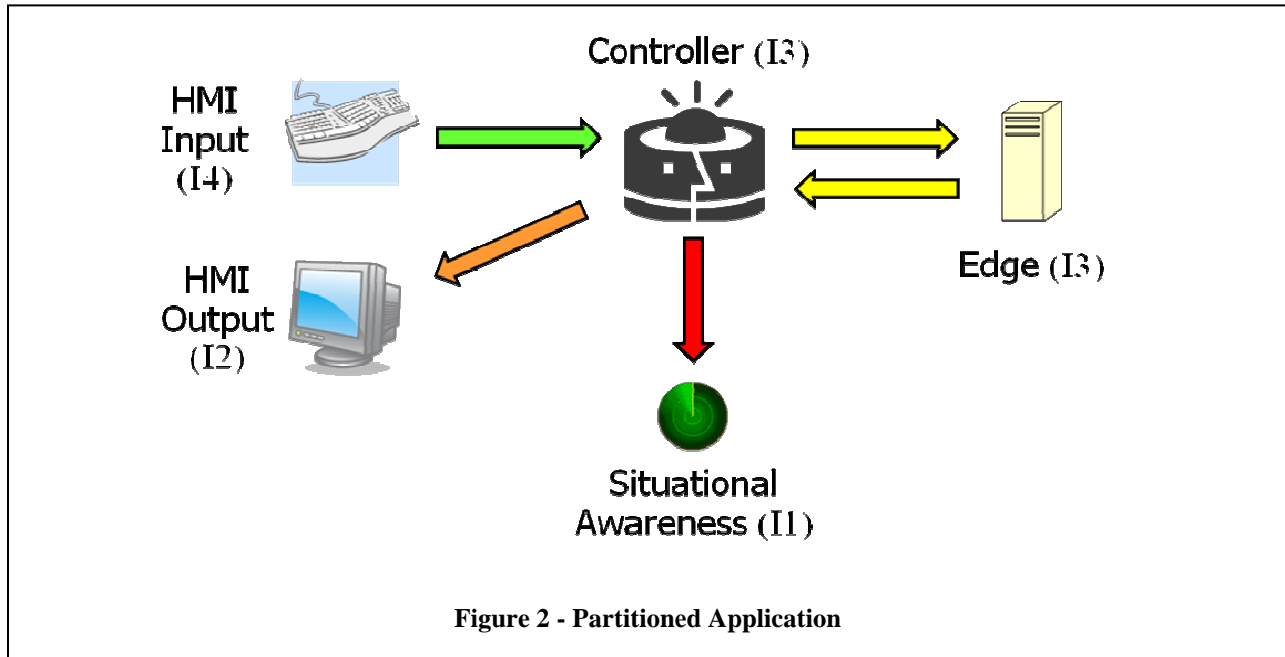 Controller (I3)
HMI
Input
(I4)
HMI
Output
(I2)
Edge (I3)
Situational
Awareness (I1)
Figure 2 - Partitioned Application